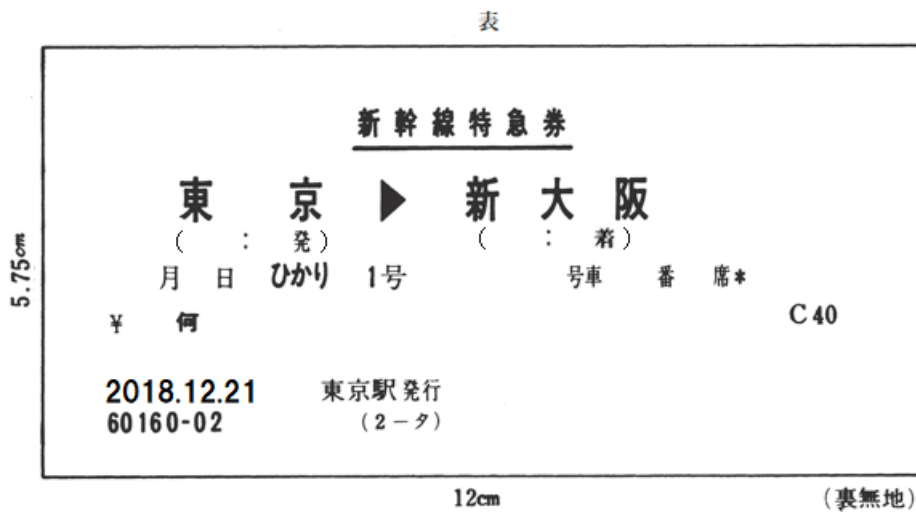 表
新幹線特急券
東京▶新大阪
( : 発) ( : 着)
月 日 ひかり 1号 号車 番 席*
¥ 何
C40
2018.12.21 東京駅発行
60160-02 (2-タ)
5.75cm
12cm
(裏無地)